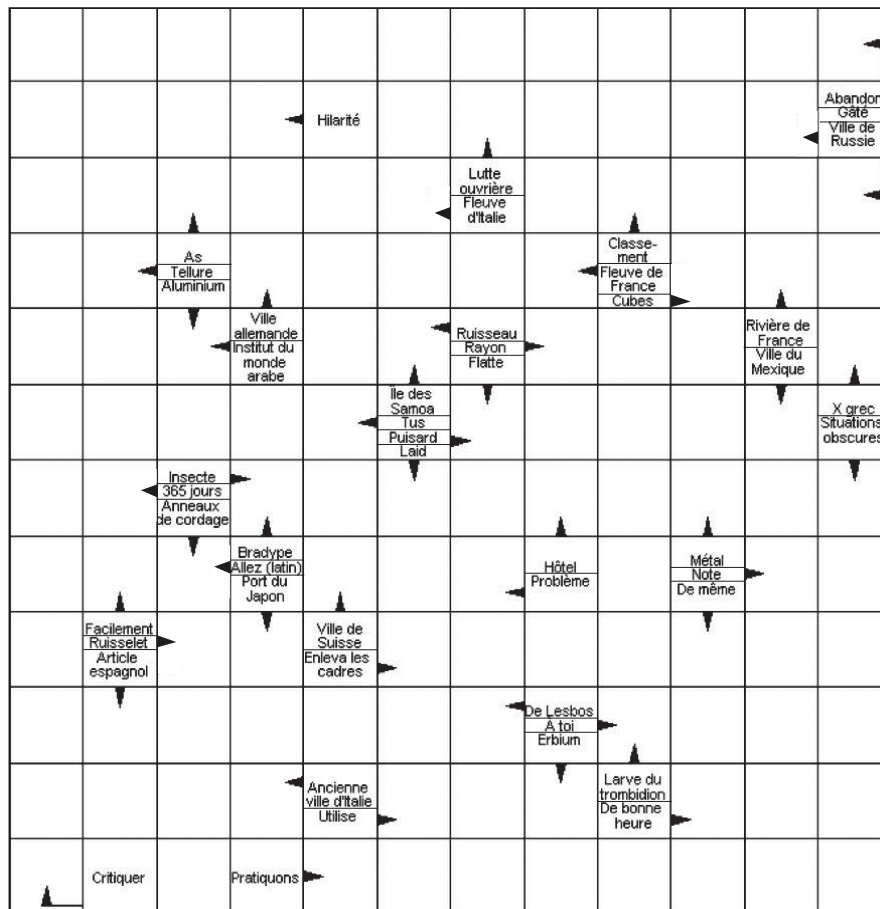 Hilarité
Abandon
Gâté
Ville de
Russie
Lutte
ouvrière
Fleuve
d'Italie
As
Tellure
Aluminium
Classe-
ment
Fleuve de
France
Cubes
Ville
allemande
Institut du
monde
arabe
Ruisseau
Rayon
Flatte
Rivière de
France
Ville du
Mexique
Île des
Samoa
Tus
Puisard
Laid
X grec
Situations
obscures
Insecte
365 jours
Anneaux
de cordage
Bradype
Allez (latin)
Port du
Japon
Hôtel
Problème
Métal
Note
De même
Facilement
Ruisselet
Article
espagnol
Ville de
Suisse
Enleva les
cadres
De Lesbos
À toi
Erbium
Ancienne
ville d'Italie
Utilise
Larve du
trombidion
De bonne
heure
Critiquer
Pratiquons